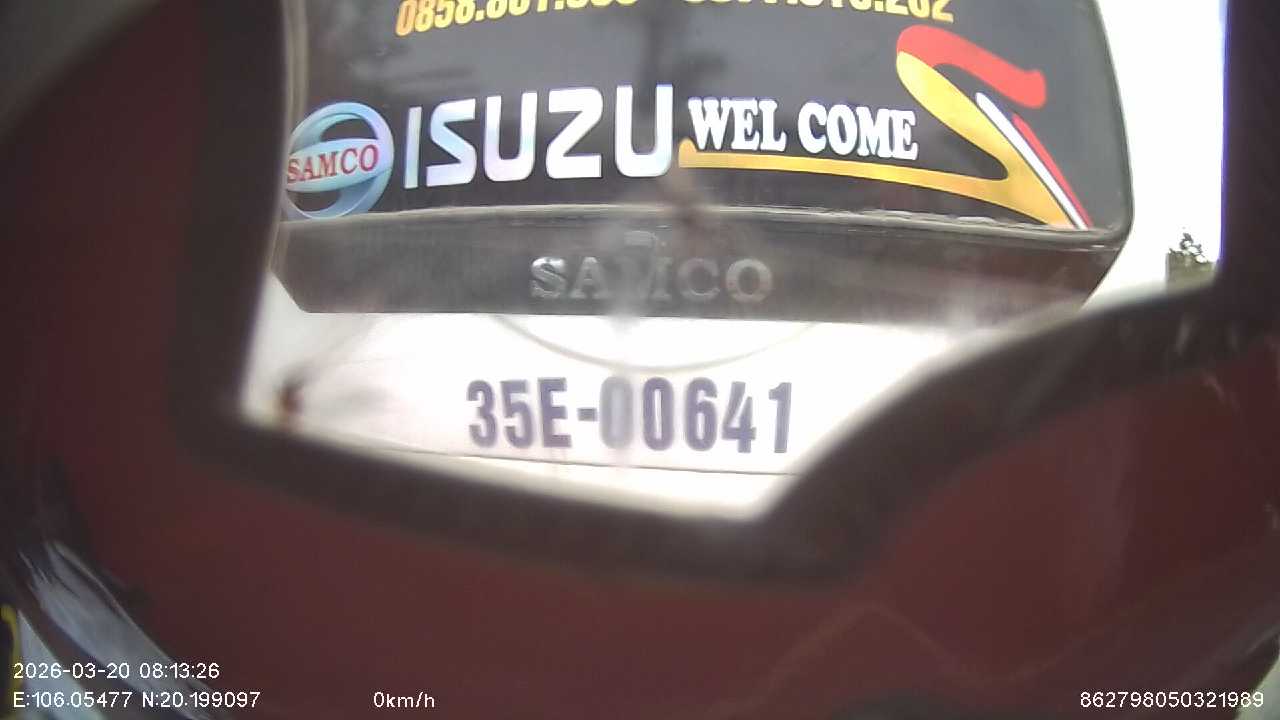 SAMCO ISUZU WEL COME
SAMCO
35E-00641
2026-03-20 08:13:26
E:106.05477 N:20.199097 0km/h 862798050321989